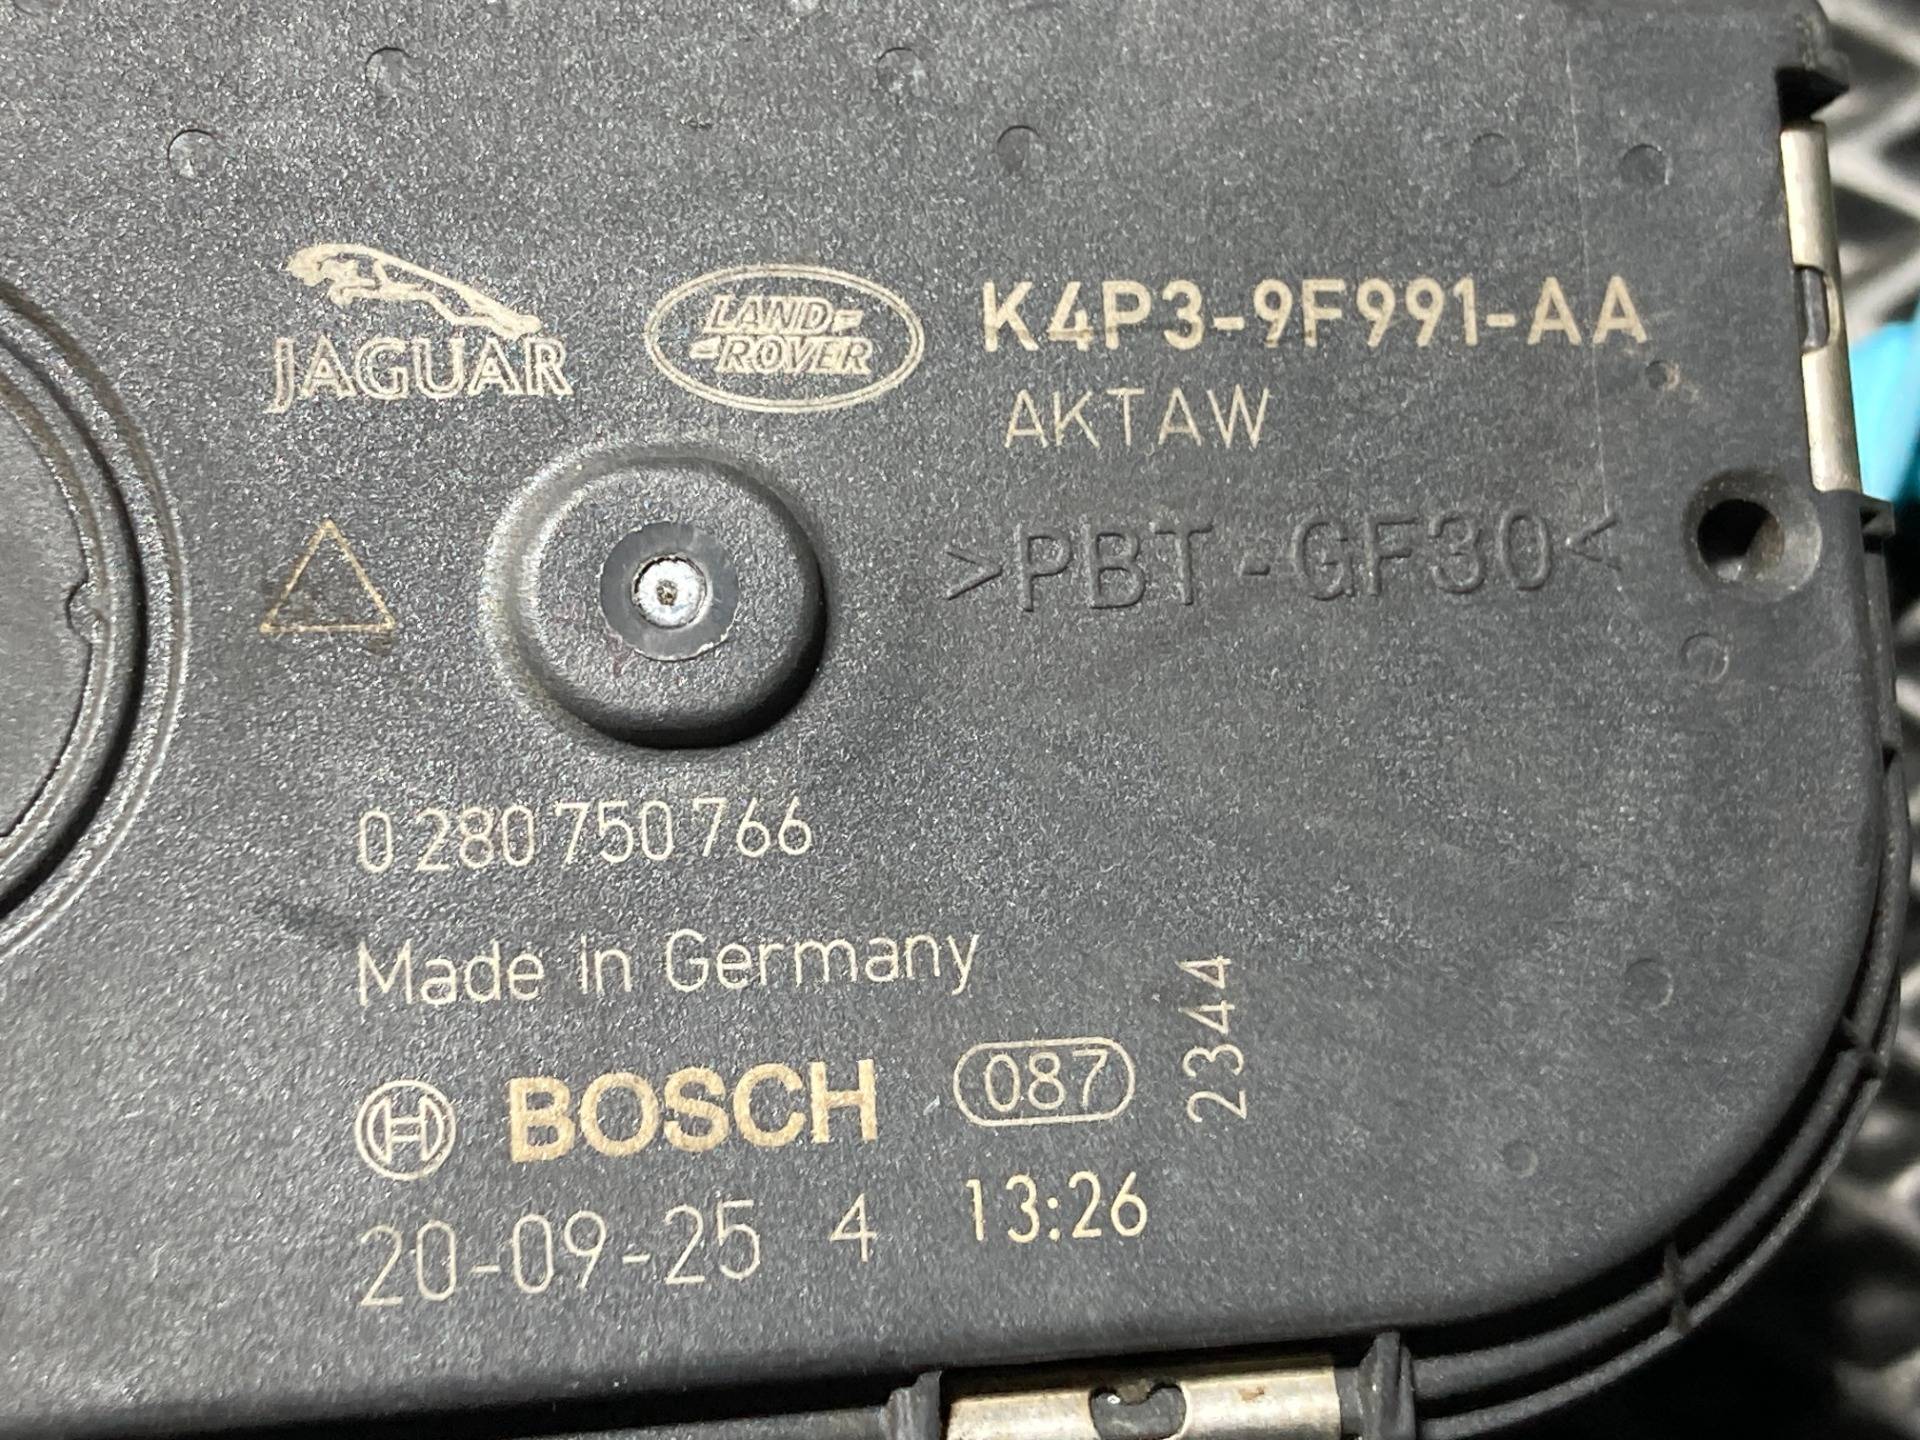 JAGUAR
LAND-
-ROVER
K4P3-9F991-AA
AKTAW
>PBT-GF30<
0 280 750 766
Made in Germany
BOSCH
087
2344
20-09-25 4 13:26